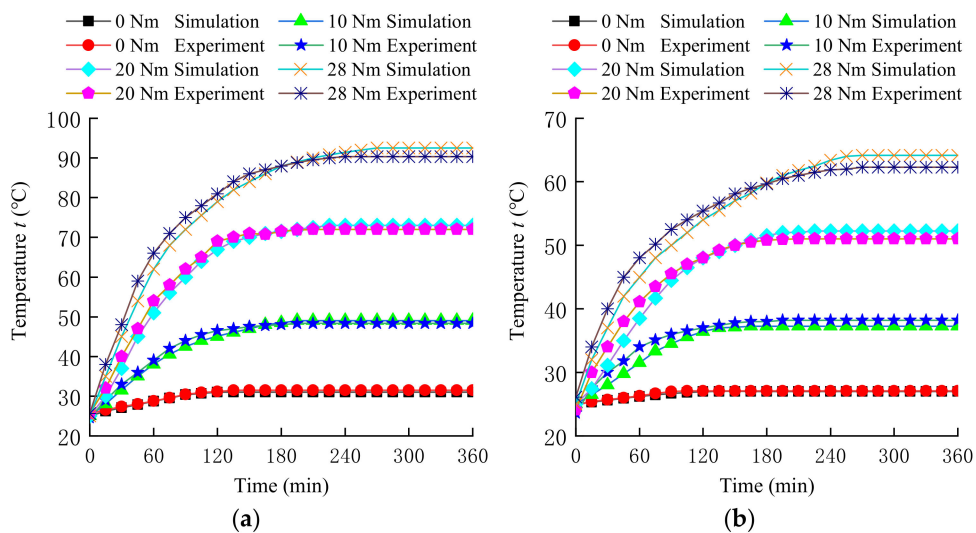 0 Nm Simulation
10 Nm Simulation
0 Nm Experiment
10 Nm Experiment
20 Nm Simulation
28 Nm Simulation
20 Nm Experiment
28 Nm Experiment
100
90
80
70
60
50
40
30
20
Temperature t (℃)
0 60 120 180 240 300 360
Time (min)
(a)
0 Nm Simulation
10 Nm Simulation
0 Nm Experiment
10 Nm Experiment
20 Nm Simulation
28 Nm Simulation
20 Nm Experiment
28 Nm Experiment
70
60
50
40
30
20
Temperature t (℃)
0 60 120 180 240 300 360
Time (min)
(b)